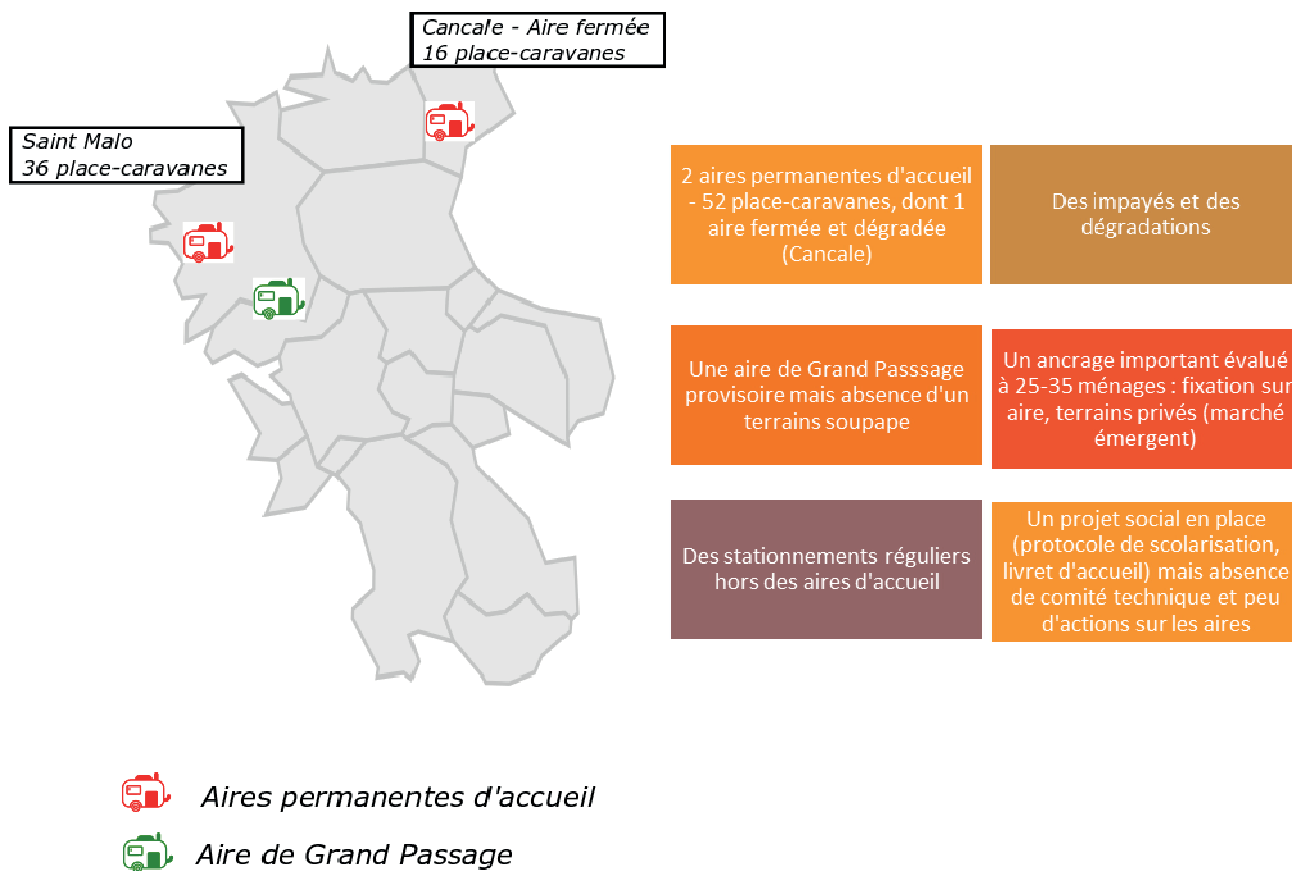 Cancale - Aire fermée
16 place-caravanes
Saint Malo
36 place-caravanes
2 aires permanentes d'accueil
- 52 place-caravanes, dont 1
aire fermée et dégradée
(Cancale)
Des impayés et des
dégradations
Une aire de Grand Passsage
provisoire mais absence d'un
terrains soupape
Un ancrage important évalué
à 25-35 ménages : fixation sur
aire, terrains privés (marché
émergent)
Des stationnements réguliers
hors des aires d'accueil
Un projet social en place
(protocole de scolarisation,
livret d'accueil) mais absence
de comité technique et peu
d'actions sur les aires
Aires permanentes d'accueil
Aire de Grand Passage